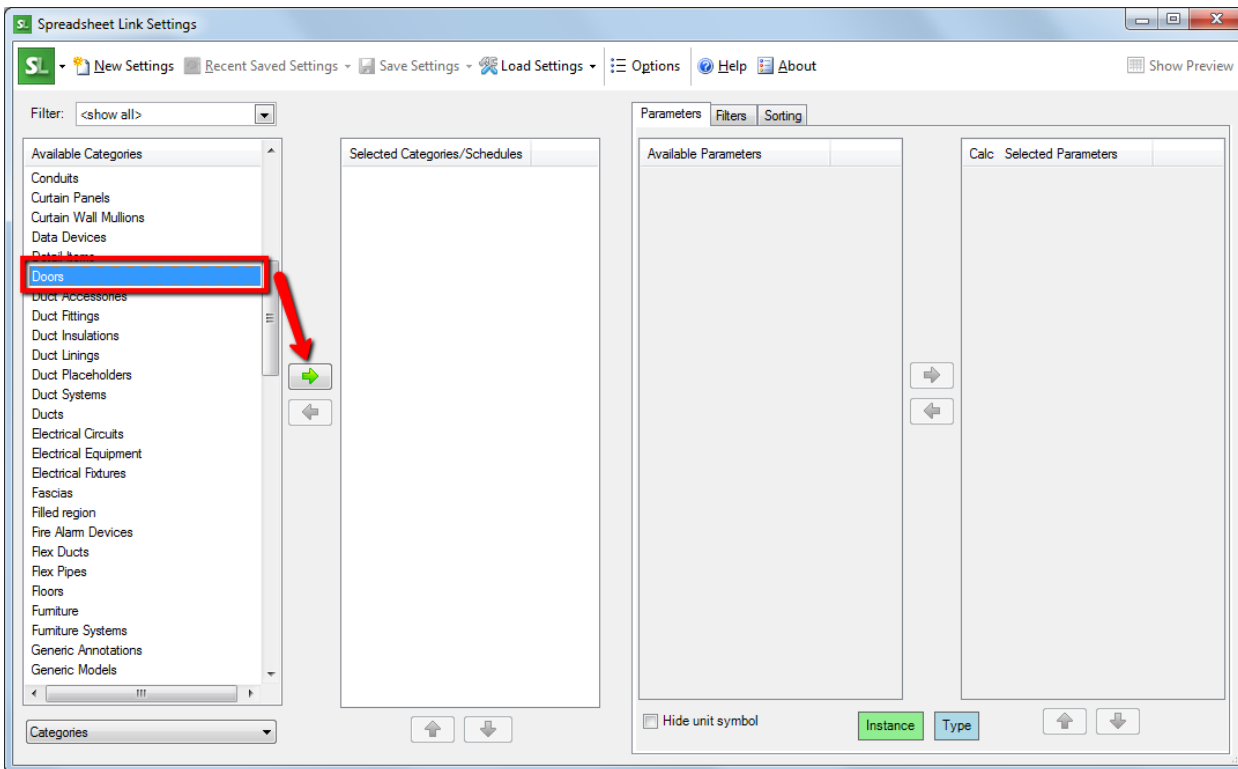 SL Spreadsheet Link Settings
SL New Settings Recent Saved Settings Save Settings Load Settings Options Help About Show Preview
Filter: <show all>
Parameters Filters Sorting
Available Categories
Selected Categories/Schedules
Available Parameters
Calc Selected Parameters
Conduits
Curtain Panels
Curtain Wall Mullions
Data Devices
Detail Items
Doors
Duct Accessories
Duct Fittings
Duct Insulations
Duct Linings
Duct Placeholders
Duct Systems
Ducts
Electrical Circuits
Electrical Equipment
Electrical Fixtures
Fascias
Filled region
Fire Alarm Devices
Flex Ducts
Flex Pipes
Floors
Furniture
Furniture Systems
Generic Annotations
Generic Models
Categories
Hide unit symbol
Instance
Type